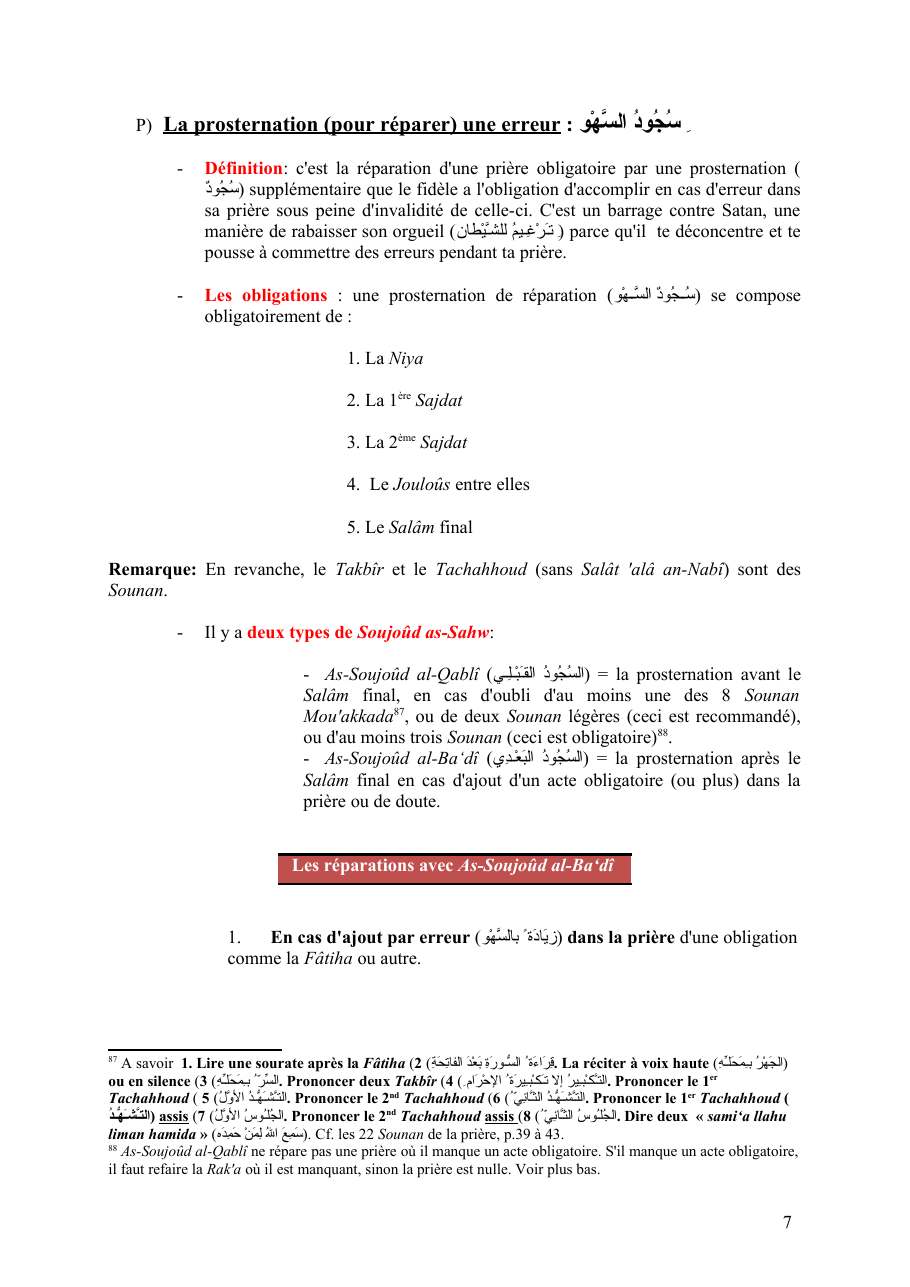 P) La prosternation (pour réparer) une erreur : سُجُودُ السَّهْوِ
- Définition: c'est la réparation d'une prière obligatoire par une prosternation (
سُجُودٌ) supplémentaire que le fidèle a l'obligation d'accomplir en cas d'erreur dans
sa prière sous peine d'invalidité de celle-ci. C'est un barrage contre Satan, une
manière de rabaisser son orgueil (تَرْغِيمُ للشَّيْطَان) parce qu'il te déconcentre et te
pousse à commettre des erreurs pendant ta prière.
- Les obligations : une prosternation de réparation (سُجُودٌ السَّهْو) se compose
obligatoirement de :
1. La Niya
2. La 1ère Sajdat
3. La 2ème Sajdat
4. Le Jouloûs entre elles
5. Le Salâm final
Remarque: En revanche, le Takbîr et le Tachahhoud (sans Salât 'alâ an-Nabî) sont des
Sounan.
- Il y a deux types de Soujoûd as-Sahw:
- As-Soujoûd al-Qablî (السُجُودُ القَبْلِي) = la prosternation avant le
Salâm final, en cas d'oubli d'au moins une des 8 Sounan
Mou'akkada87, ou de deux Sounan légères (ceci est recommandé),
ou d'au moins trois Sounan (ceci est obligatoire)88.
- As-Soujoûd al-Ba‘dî (السُجُودُ البَعْدِي) = la prosternation après le
Salâm final en cas d'ajout d'un acte obligatoire (ou plus) dans la
prière ou de doute.
Les réparations avec As-Soujoûd al-Ba‘dî
1. En cas d'ajout par erreur (زِيَادَةً بالسَّهْو) dans la prière d'une obligation
comme la Fâtiha ou autre.
87 A savoir 1. Lire une sourate après la Fâtiha (قِرَاءَةُ السُّورَةِ بَعْدَ الفَاتِحَةِ) 2. La réciter à voix haute (الجَهْرُ بِمَحَلِّهِ)
ou en silence (السِّرُّ بِمَحَلِّهِ) 3. Prononcer deux Takbîr (التَّكْبِيرُ إلا تَكْبِيرَةُ الإحْرَامِ) 4. Prononcer le 1er
Tachahhoud (التَّشَهُّدُ الأوَّلُ) 5. Prononcer le 2nd Tachahhoud (التَّشَهُّدُ الثَّانِيُّ) 6. Prononcer le 1er Tachahhoud (
التَّشَهُّدُ) assis (الجُلُوسُ الأوَّلُ) 7. Prononcer le 2nd Tachahhoud assis (الجُلُوسُ الثَّانِيُّ) 8. Dire deux « sami‘a llahu
liman hamida » (سَمِعَ اللهُ لِمَنْ حَمِدَه). Cf. les 22 Sounan de la prière, p.39 à 43.
88 As-Soujoûd al-Qablî ne répare pas une prière où il manque un acte obligatoire. S'il manque un acte obligatoire,
il faut refaire la Rak'a où il est manquant, sinon la prière est nulle. Voir plus bas.
7